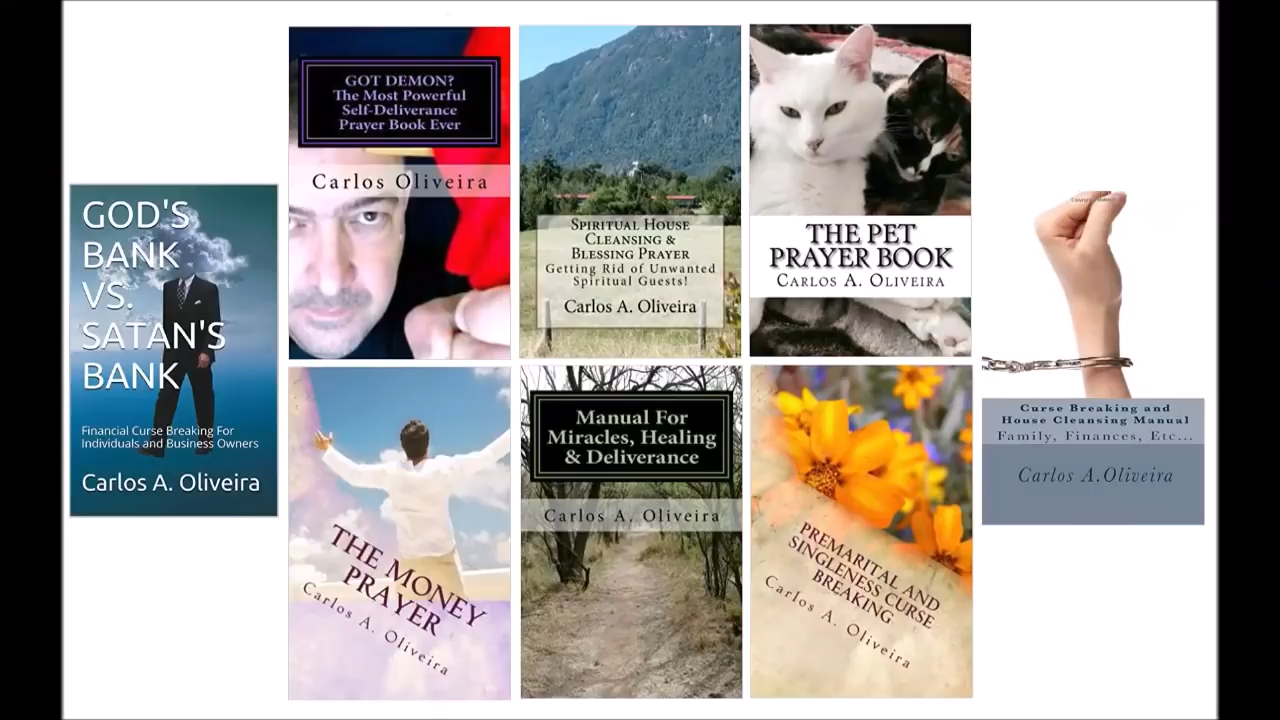 GOD'S
BANK
VS.
SATAN'S
BANK
Financial Curse Breaking For
Individuals and Business Owners
Carlos A. Oliveira
GOT DEMON?
The Most Powerful
Self-Deliverance
Prayer Book Ever
Carlos Oliveira
Spiritual House
Cleansing &
Blessing Prayer
Getting Rid of Unwanted
Spiritual Guests!
Carlos A. Oliveira
THE PET
PRAYER BOOK
Carlos A. Oliveira
THE MONEY
PRAYER
Carlos A. Oliveira
Manual For
Miracles, Healing
& Deliverance
Carlos A. Oliveira
PREMARITAL AND
SINGLENESS CURSE
BREAKING
Carlos A. Oliveira
Curse Breaking and
House Cleansing Manual
Family, Finances, Etc...
Carlos A.Oliveira